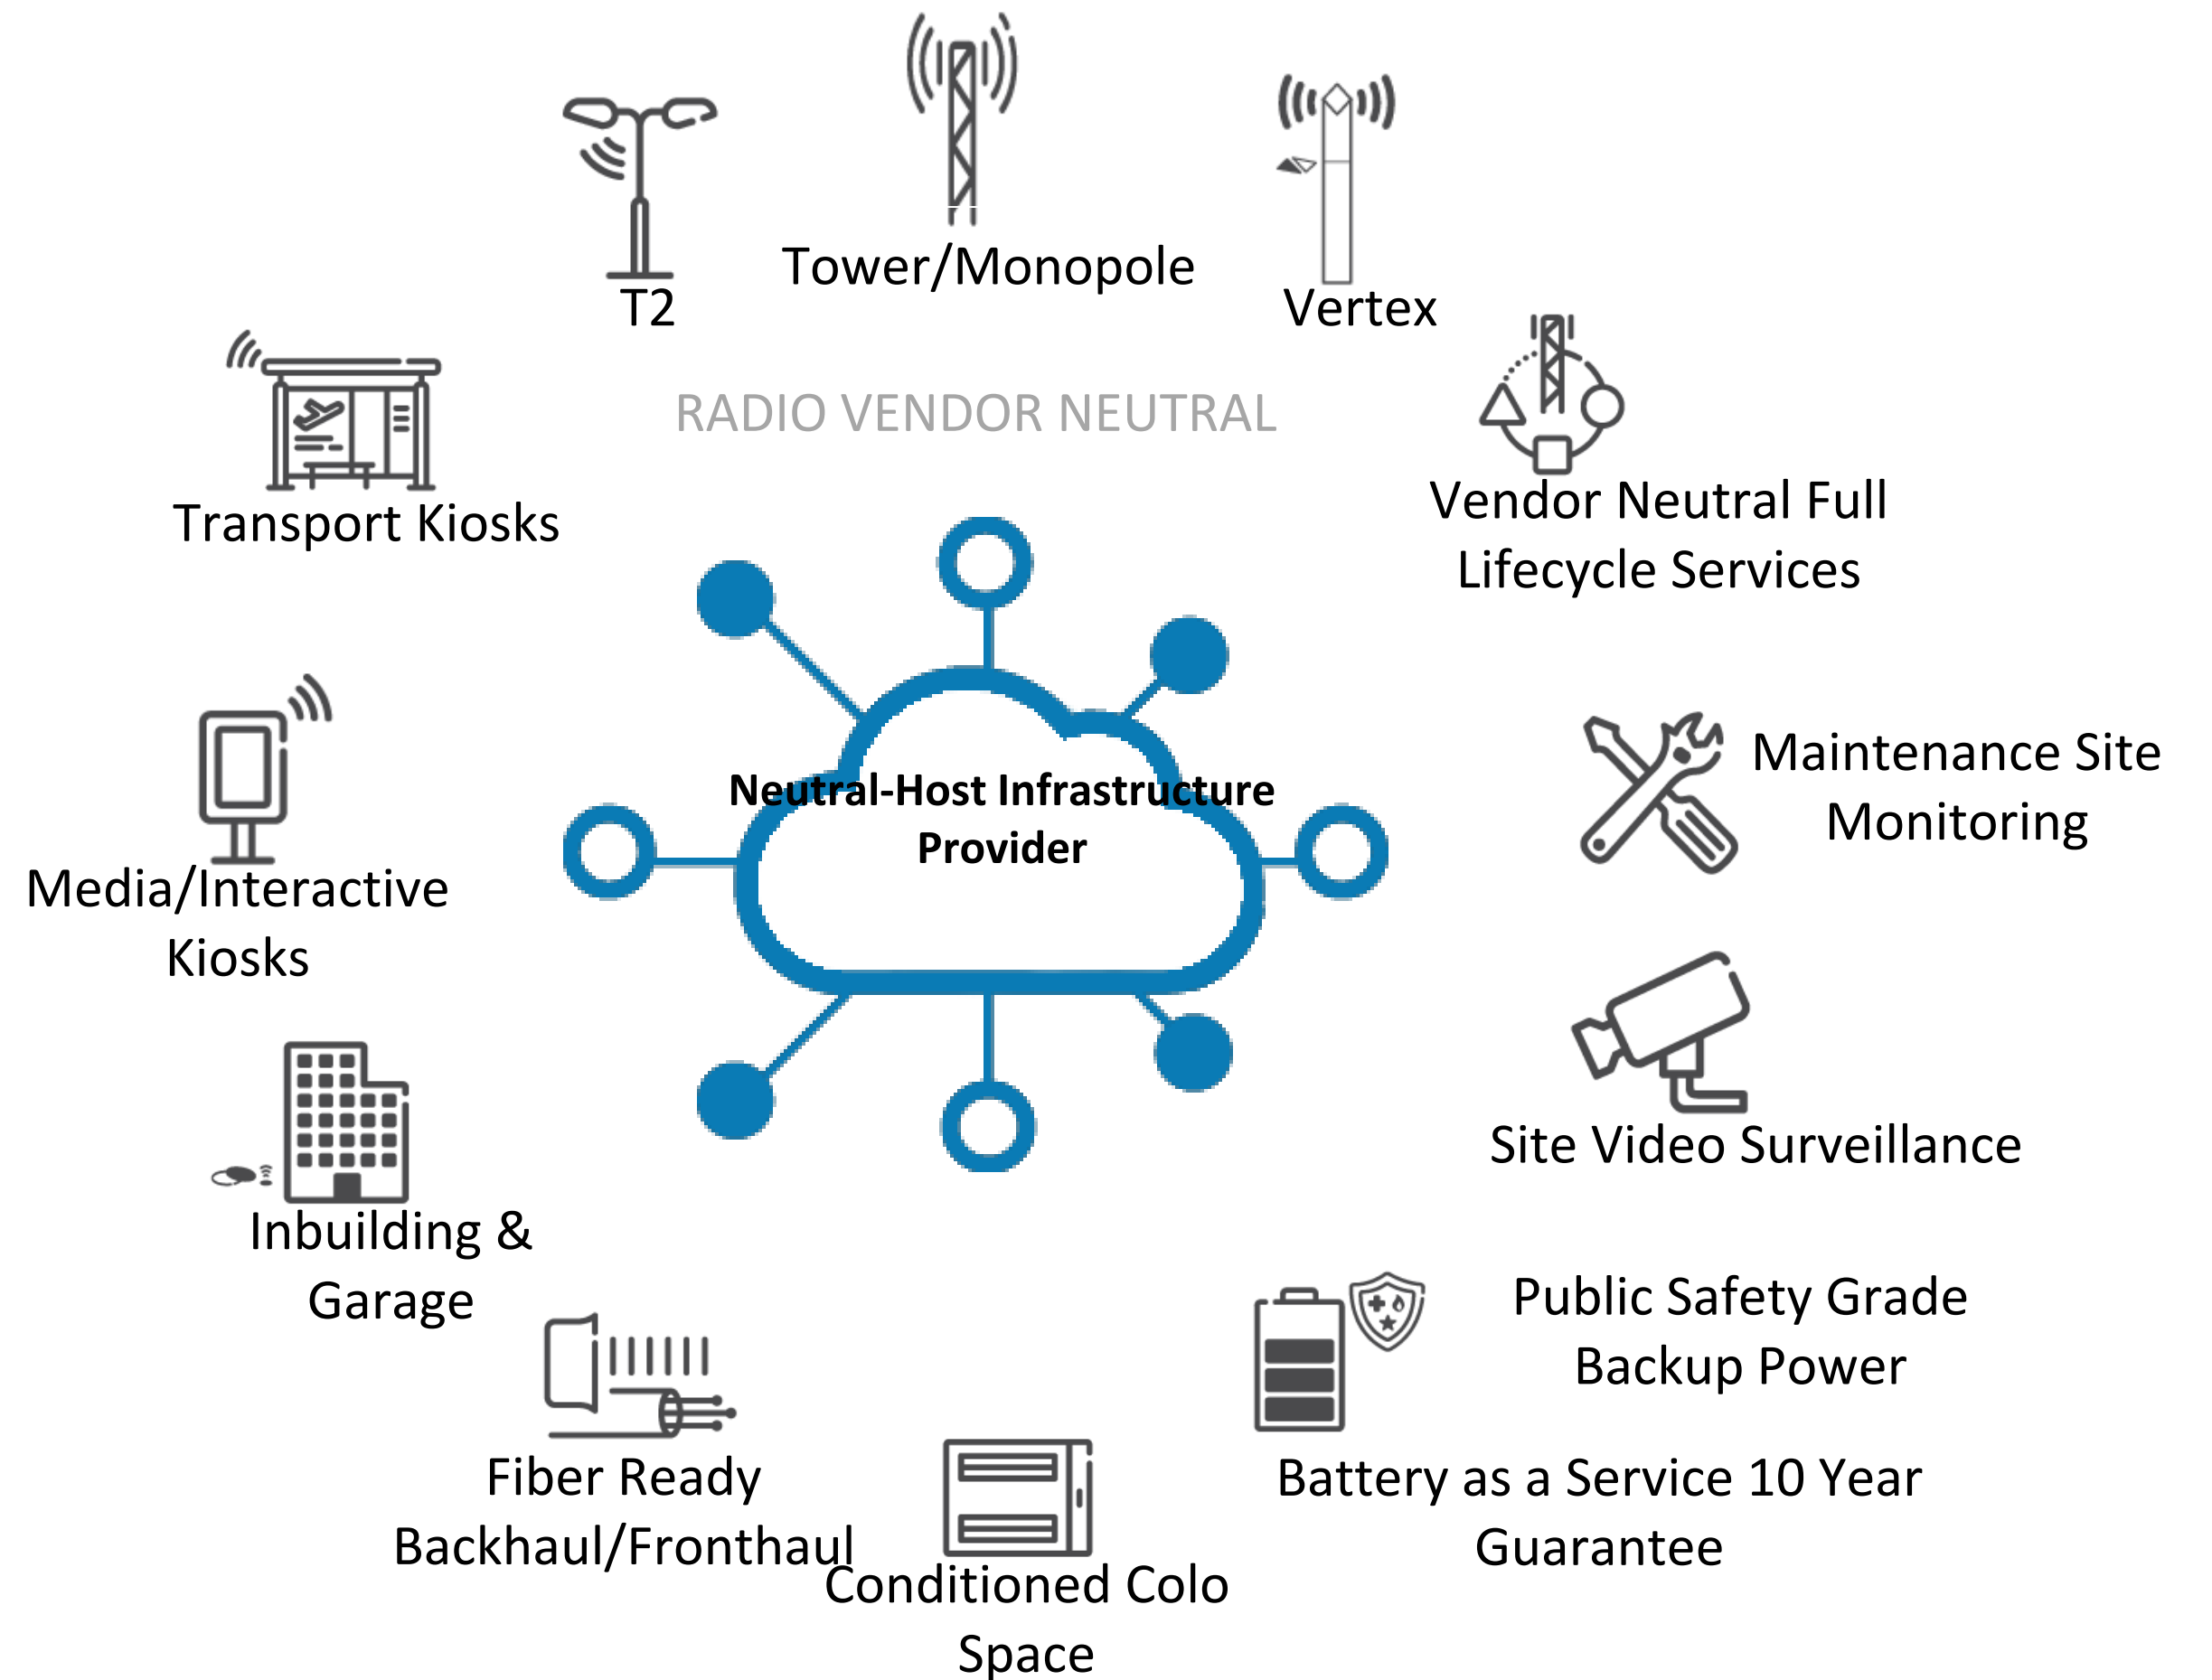 Tower/Monopole
T2
Vertex
RADIO VENDOR NEUTRAL
Transport Kiosks
Vendor Neutral Full
Lifecycle Services
Neutral-Host Infrastructure
Provider
Maintenance Site
Monitoring
Media/Interactive
Kiosks
Site Video Surveillance
Inbuilding &
Garage
Public Safety Grade
Backup Power
Fiber Ready
Backhaul/Fronthaul
Battery as a Service 10 Year
Guarantee
Conditioned Colo
Space